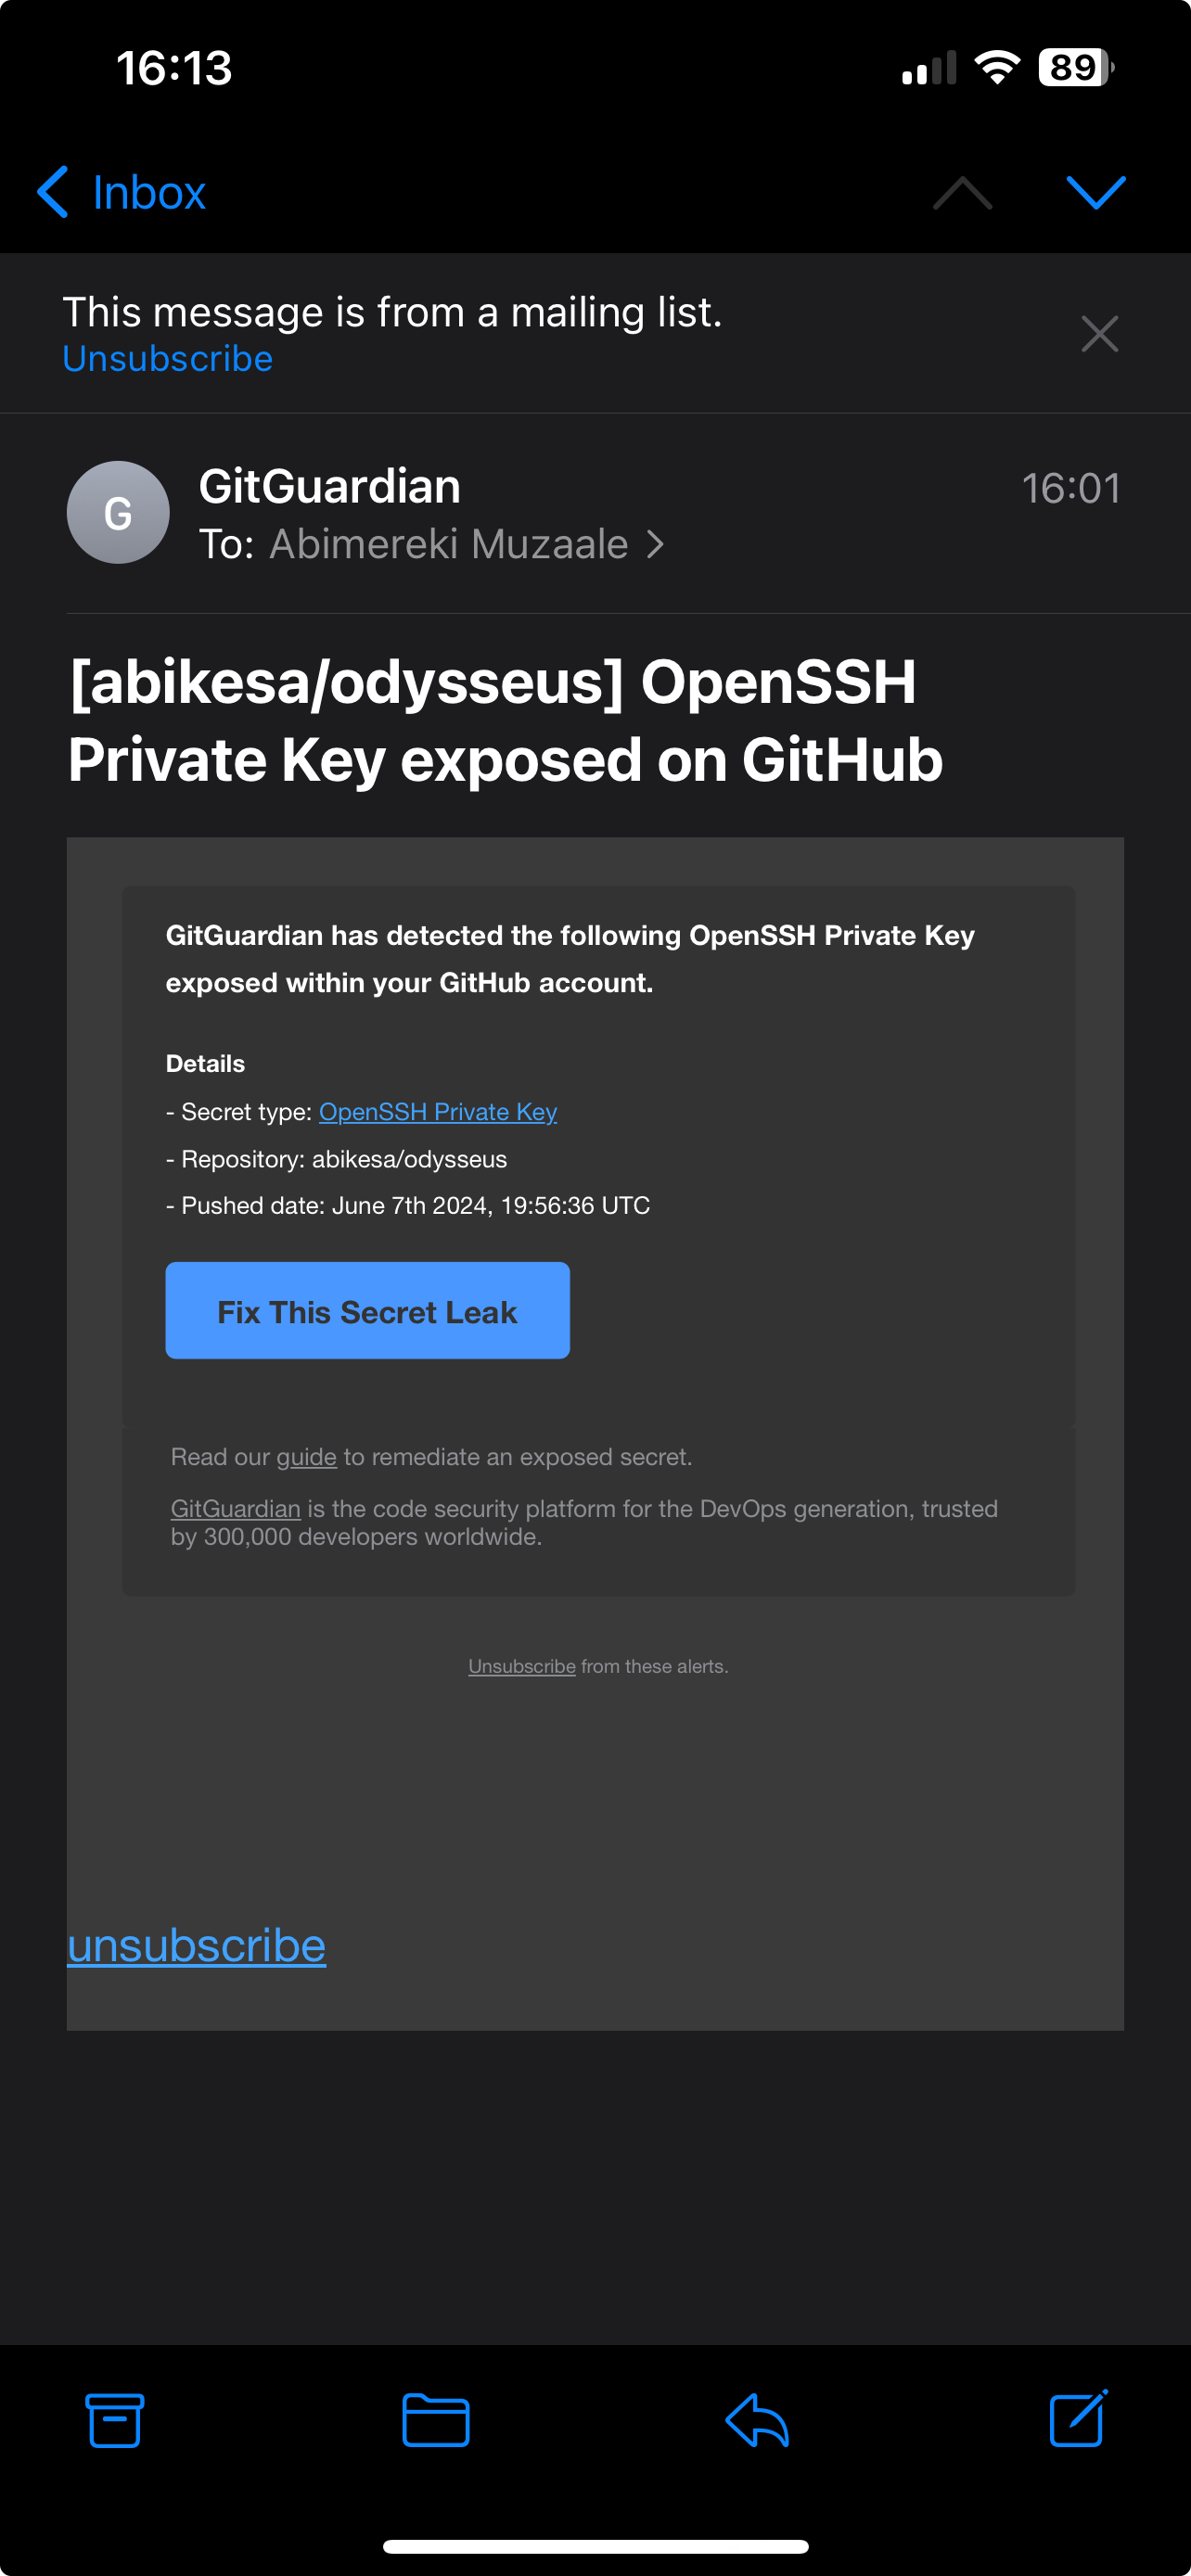 16:13
89
Inbox
This message is from a mailing list.
Unsubscribe
G
GitGuardian
16:01
To: Abimereki Muzaale
[abikesa/odysseus] OpenSSH
Private Key exposed on GitHub
GitGuardian has detected the following OpenSSH Private Key
exposed within your GitHub account.
Details
- Secret type: OpenSSH Private Key
- Repository: abikesa/odysseus
- Pushed date: June 7th 2024, 19:56:36 UTC
Fix This Secret Leak
Read our guide to remediate an exposed secret.
GitGuardian is the code security platform for the DevOps generation, trusted
by 300,000 developers worldwide.
Unsubscribe from these alerts.
unsubscribe